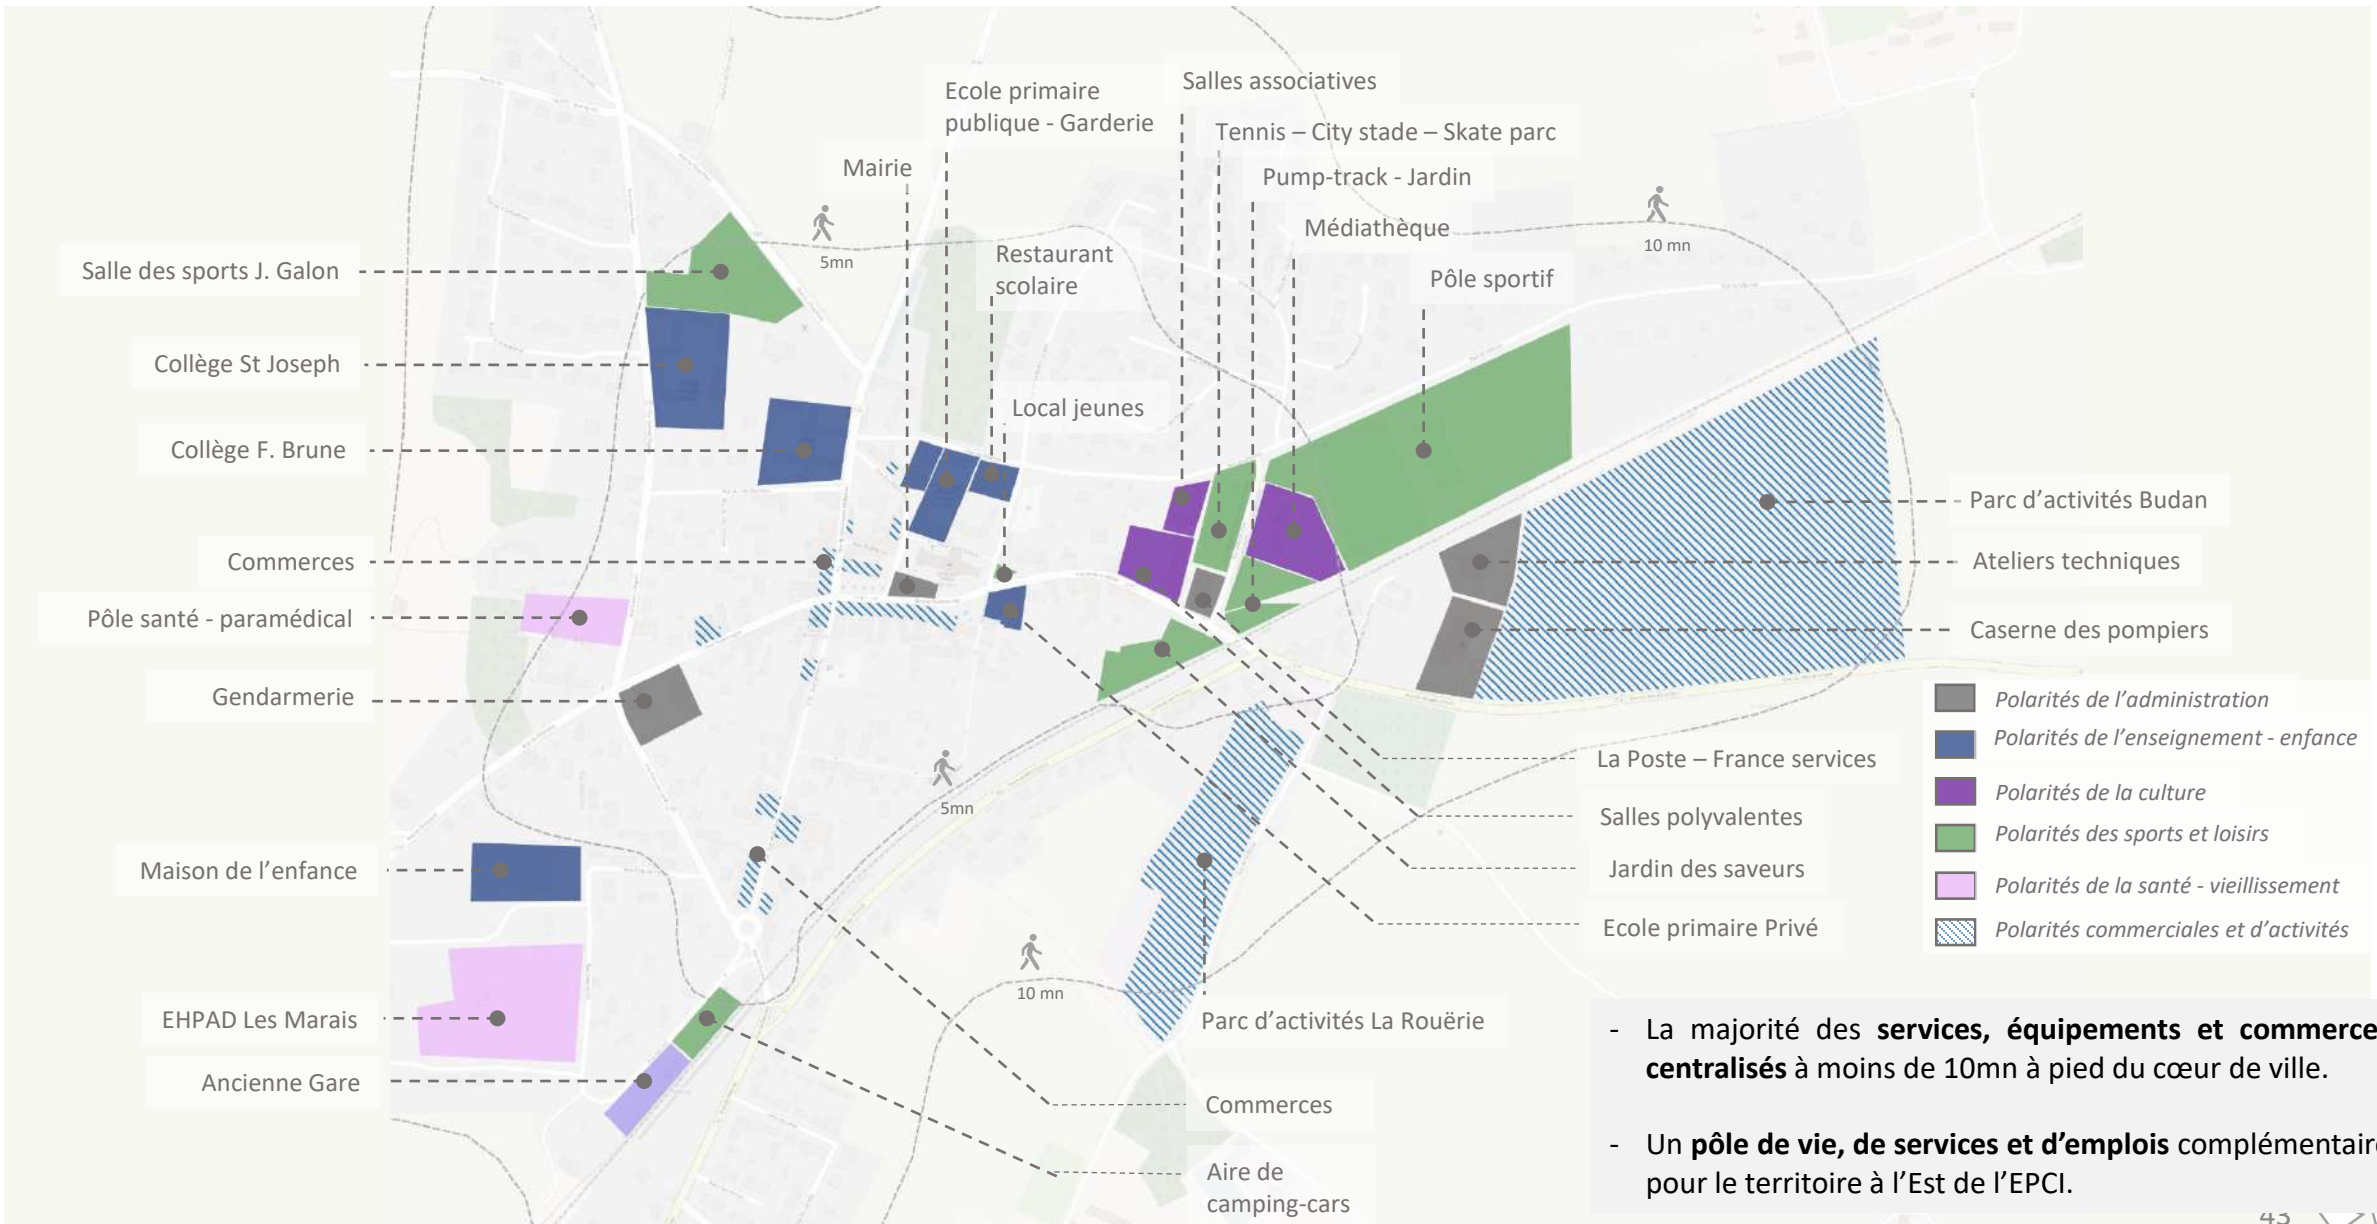 Salles associatives
Ecole primaire
publique - Garderie
Tennis – City stade – Skate parc
Mairie
Pump-track - Jardin
Médiathèque
5mn
10 mn
Restaurant
scolaire
Salle des sports J. Galon
Pôle sportif
Collège St Joseph
Local jeunes
Collège F. Brune
Parc d’activités Budan
Commerces
Ateliers techniques
Pôle santé - paramédical
Caserne des pompiers
Gendarmerie
Polarités de l’administration
Polarités de l’enseignement - enfance
Polarités de la culture
Polarités des sports et loisirs
Polarités de la santé - vieillissement
Polarités commerciales et d’activités
La Poste – France services
5mn
Salles polyvalentes
Maison de l’enfance
Jardin des saveurs
Ecole primaire Privé
10 mn
EHPAD Les Marais
Parc d’activités La Rouërie
Ancienne Gare
Commerces
Aire de
camping-cars
- La majorité des services, équipements et commerce
centralisés à moins de 10mn à pied du cœur de ville.
- Un pôle de vie, de services et d’emplois complémentaire
pour le territoire à l’Est de l’EPCI.
43